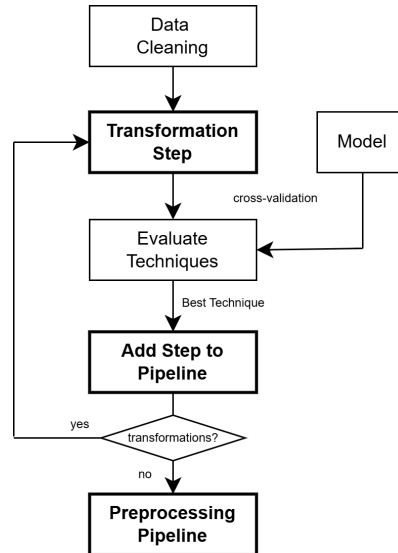 Data
Cleaning
Transformation
Step
Model
cross-validation
Evaluate
Techniques
Best Technique
Add Step to
Pipeline
yes
transformations?
no
Preprocessing
Pipeline